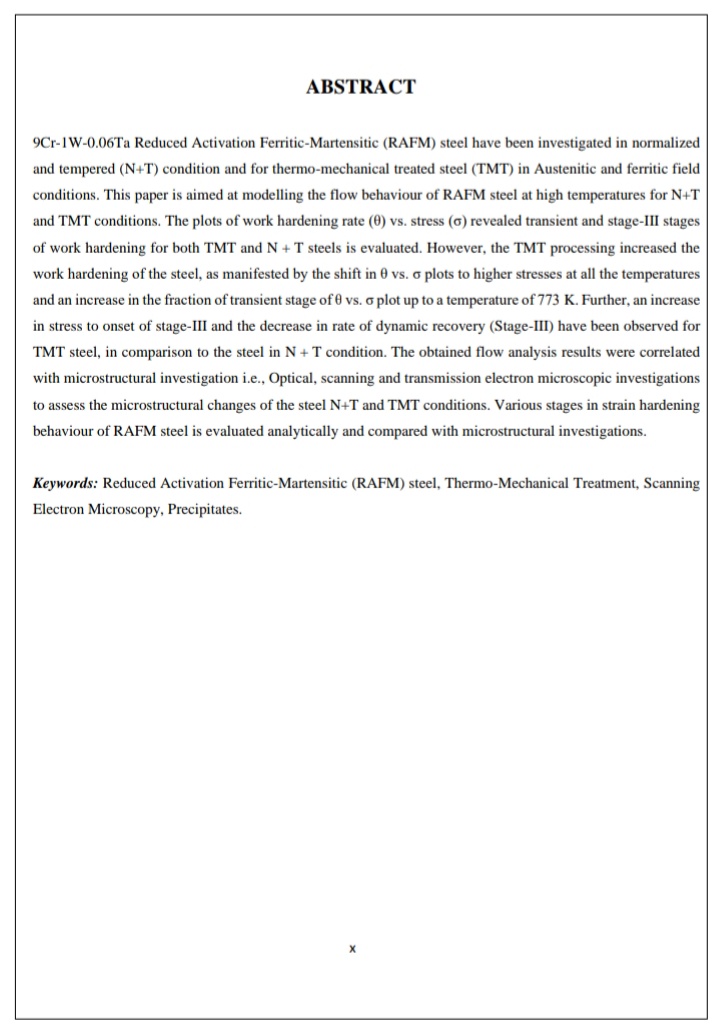 ABSTRACT
9Cr-1W-0.06Ta Reduced Activation Ferritic-Martensitic (RAFM) steel have been investigated in normalized
and tempered (N+T) condition and for thermo-mechanical treated steel (TMT) in Austenitic and ferritic field
conditions. This paper is aimed at modelling the flow behaviour of RAFM steel at high temperatures for N+T
and TMT conditions. The plots of work hardening rate (θ) vs. stress (σ) revealed transient and stage-III stages
of work hardening for both TMT and N + T steels is evaluated. However, the TMT processing increased the
work hardening of the steel, as manifested by the shift in θ vs. σ plots to higher stresses at all the temperatures
and an increase in the fraction of transient stage of θ vs. σ plot up to a temperature of 773 K. Further, an increase
in stress to onset of stage-III and the decrease in rate of dynamic recovery (Stage-III) have been observed for
TMT steel, in comparison to the steel in N + T condition. The obtained flow analysis results were correlated
with microstructural investigation i.e., Optical, scanning and transmission electron microscopic investigations
to assess the microstructural changes of the steel N+T and TMT conditions. Various stages in strain hardening
behaviour of RAFM steel is evaluated analytically and compared with microstructural investigations.
Keywords: Reduced Activation Ferritic-Martensitic (RAFM) steel, Thermo-Mechanical Treatment, Scanning
Electron Microscopy, Precipitates.
x